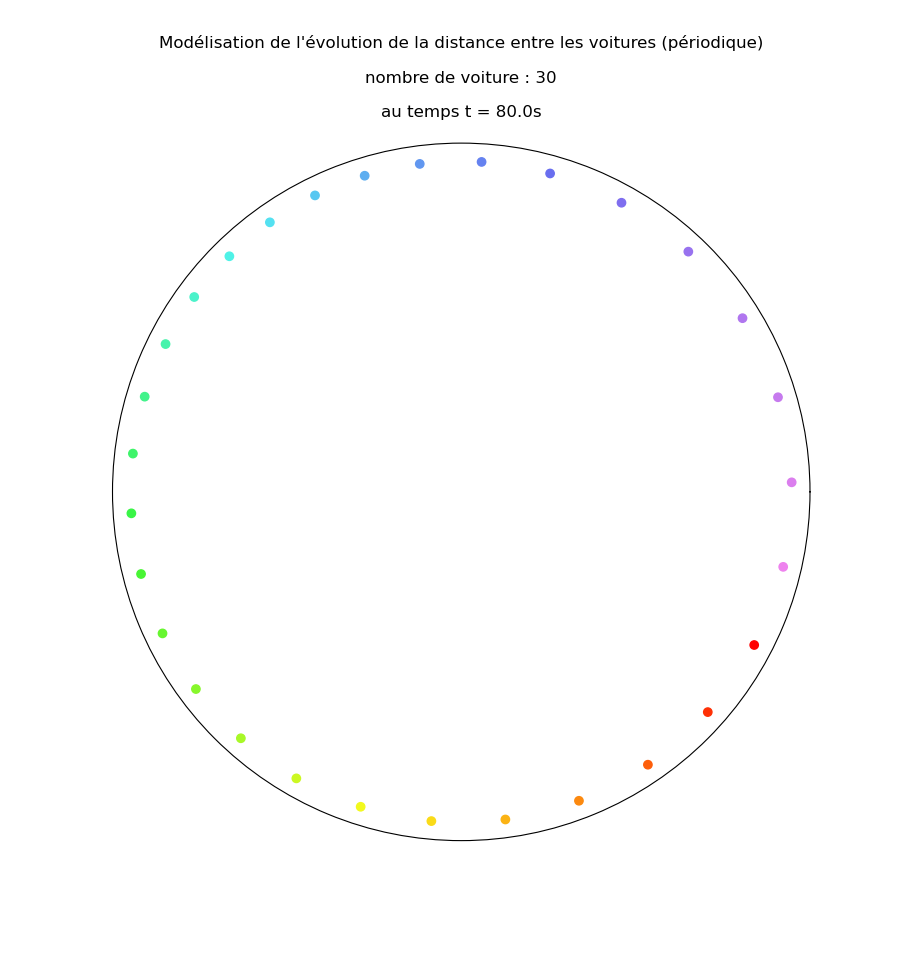 Modélisation de l'évolution de la distance entre les voitures (périodique)
nombre de voiture : 30
au temps t = 80.0s